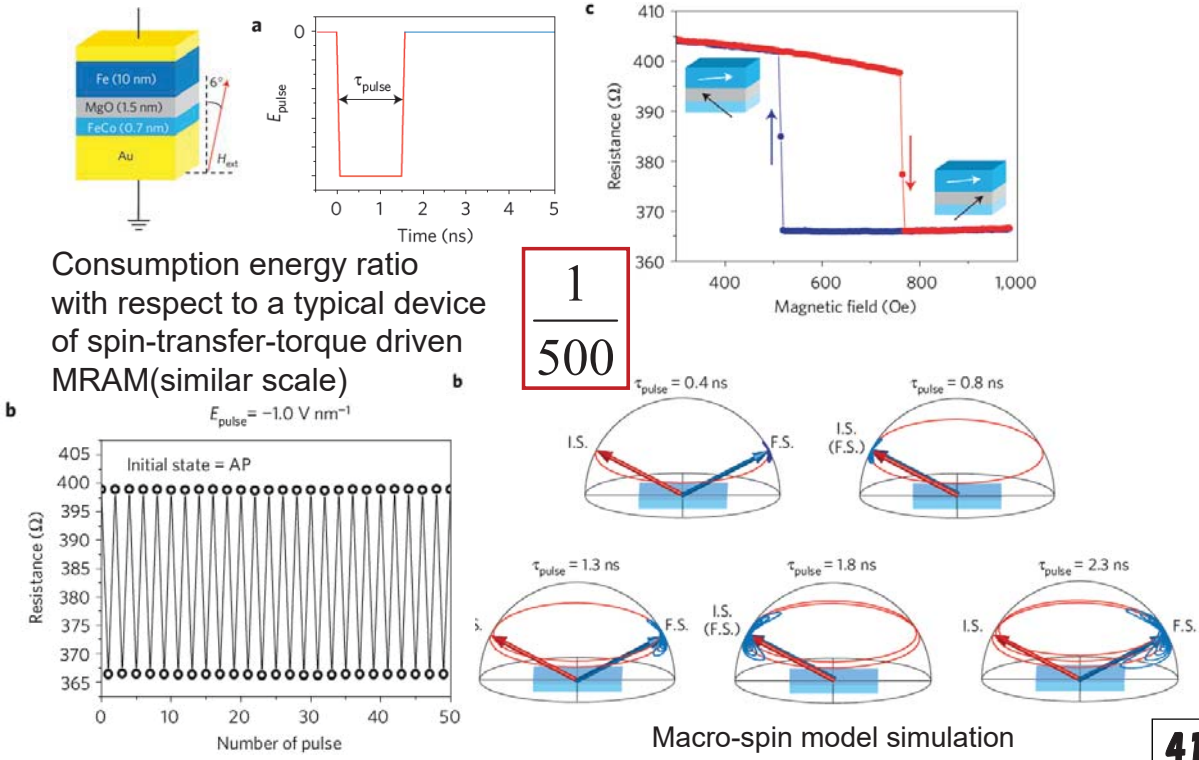 Fe (10 nm)
MgO (1.5 nm)
FeCo (0.7 nm)
Au
6°
H_ext
a
0
E_pulse
τ_pulse
0 1 2 3 4 5
Time (ns)
c
410
400
390
380
370
360
Resistance (Ω)
400 600 800 1,000
Magnetic field (Oe)
Consumption energy ratio
with respect to a typical device
of spin-transfer-torque driven
MRAM(similar scale)
1
500
b
E_pulse = −1.0 V nm⁻¹
Initial state = AP
405
400
395
390
385
380
375
370
365
Resistance (Ω)
0 10 20 30 40 50
Number of pulse
b
τ_pulse = 0.4 ns
I.S.
F.S.
τ_pulse = 0.8 ns
I.S.
(F.S.)
τ_pulse = 1.3 ns
S.
F.S.
τ_pulse = 1.8 ns
I.S.
(F.S.)
τ_pulse = 2.3 ns
I.S.
F.S.
Macro-spin model simulation
41